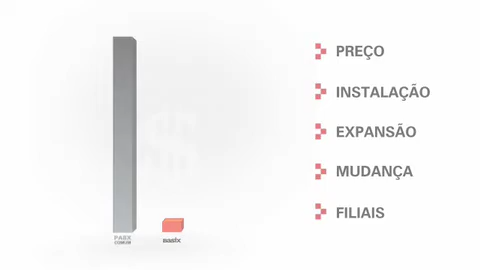 PREÇO
INSTALAÇÃO
EXPANSÃO
MUDANÇA
FILIAIS
PABX
COMUM